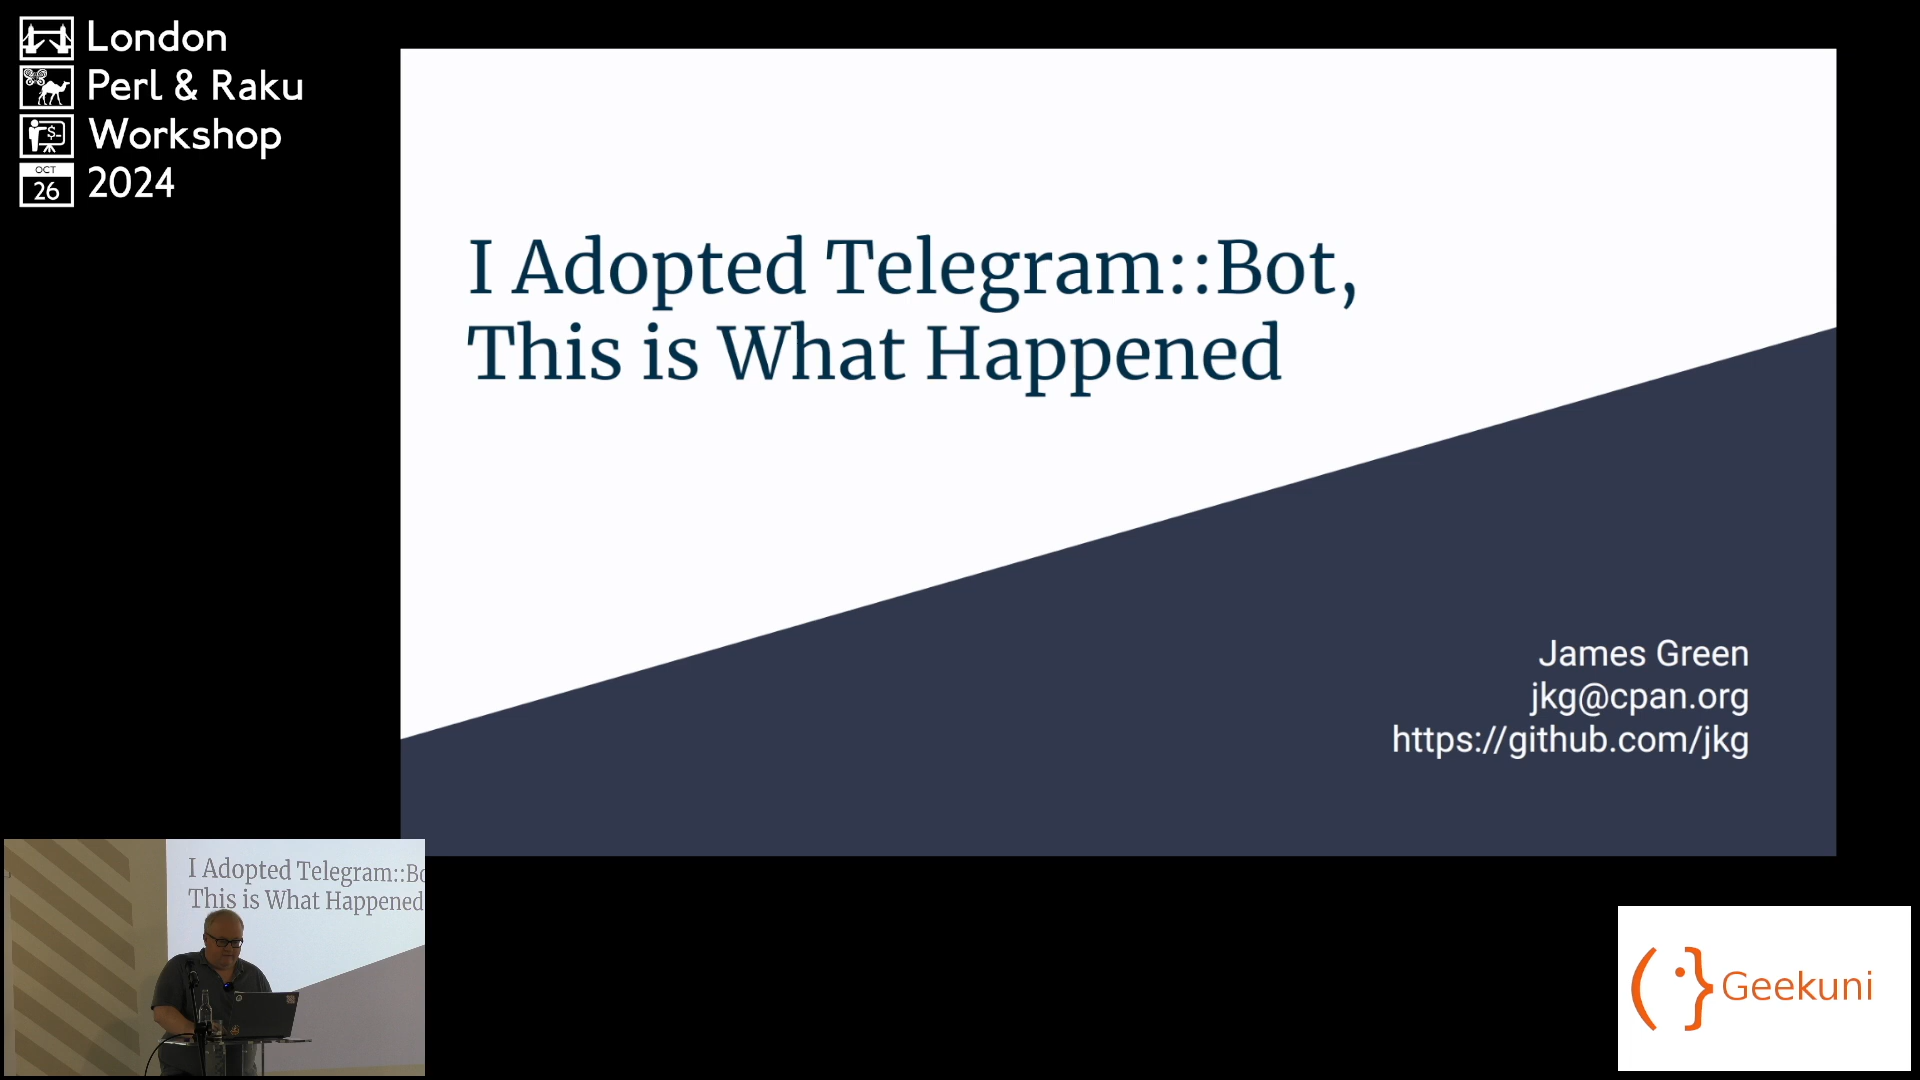 London
Perl & Raku
Workshop
OCT
26
2024
$-
I Adopted Telegram::Bot,
This is What Happened
James Green
jkg@cpan.org
https://github.com/jkg
I Adopted Telegram::Bo
This is What Happened
Geekuni